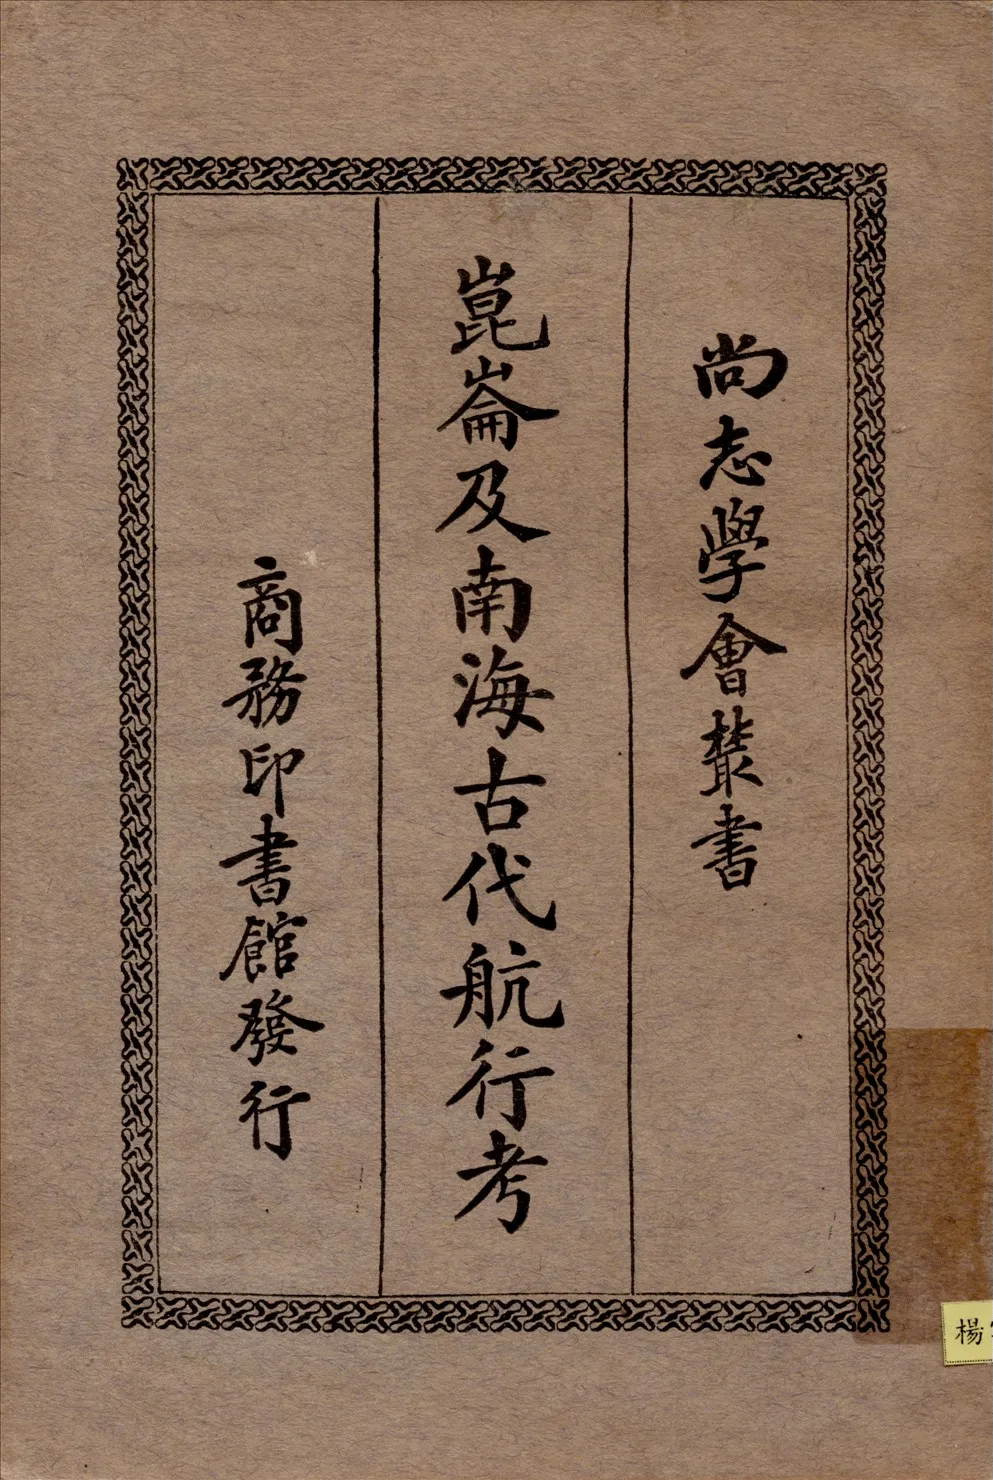 尚志學會叢書
崑崙及南海古代航行考
商務印書館發行
楊